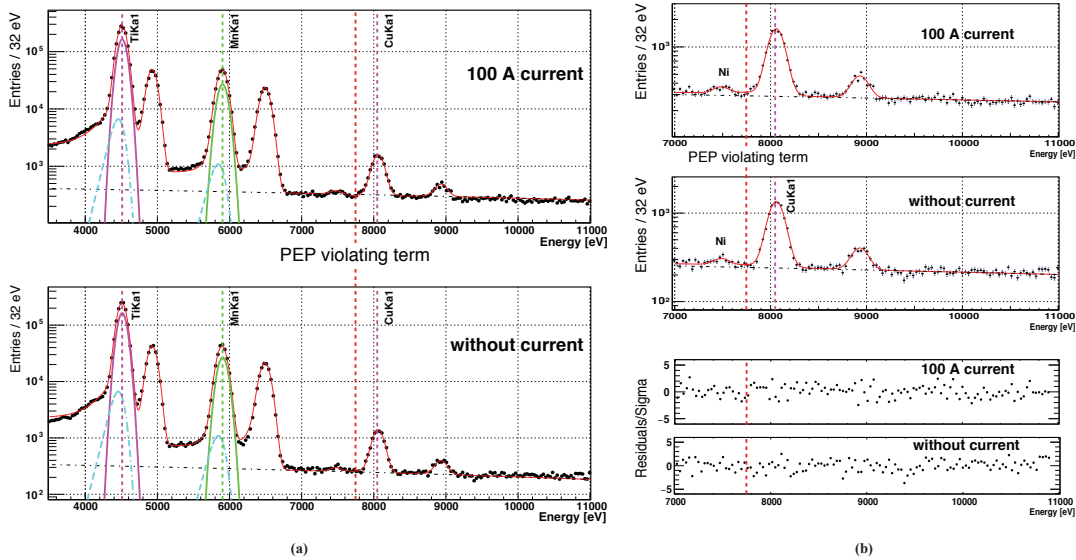 Entries / 32 eV
10^5
10^4
10^3
TiKa1
MnKa1
CuKa1
100 A current
4000 5000 6000 7000 8000 9000 10000 11000
Energy [eV]
PEP violating term
Entries / 32 eV
10^5
10^4
10^3
10^2
TiKa1
MnKa1
CuKa1
without current
4000 5000 6000 7000 8000 9000 10000 11000
Energy [eV]
(a)
Entries / 32 eV
10^3
100 A current
Ni
7000 8000 9000 10000 11000
Energy [eV]
PEP violating term
Entries / 32 eV
10^3
10^2
CuKa1
without current
Ni
7000 8000 9000 10000 11000
Energy [eV]
Residuals/Sigma
5
0
−5
100 A current
5
0
−5
without current
7000 8000 9000 10000 11000
Energy [eV]
(b)